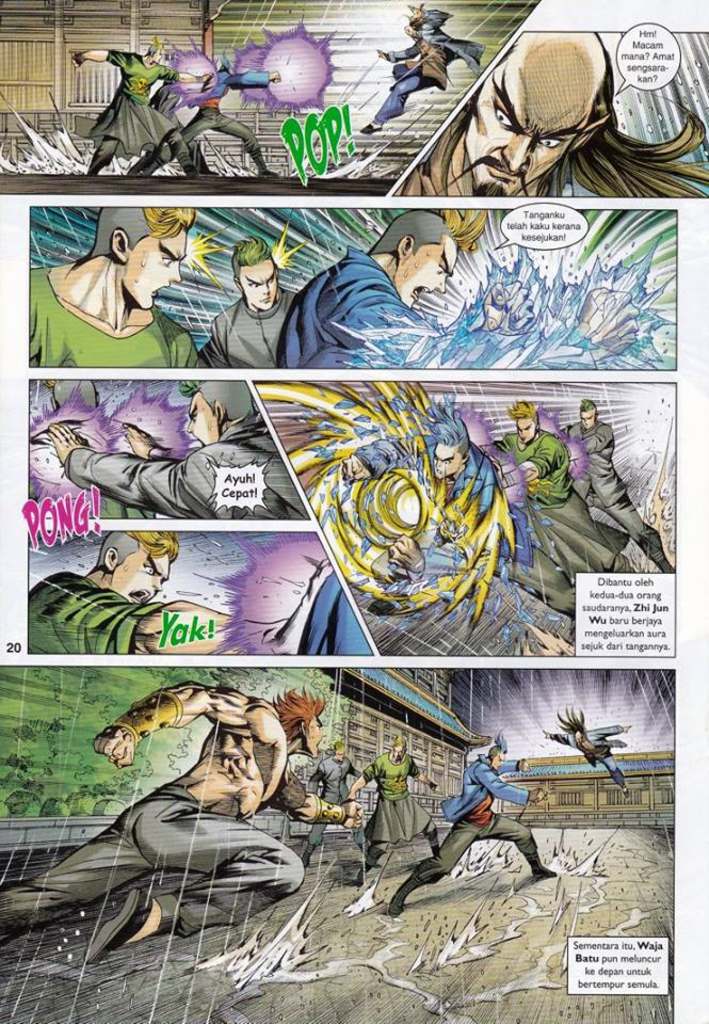 POP!
Hm!
Macam
mana? Amat
sengsara-
kan?
Tanganku
telah kaku kerana
kesejukan!
Ayuh!
Cepat!
PONG!
Yak!
Dibantu oleh
kedua-dua orang
saudaranya, Zhi Jun
Wu baru berjaya
mengeluarkan aura
sejuk dari tangannya.
20
Sementara itu, Waja
Batu pun meluncur
ke depan untuk
bertempur semula.